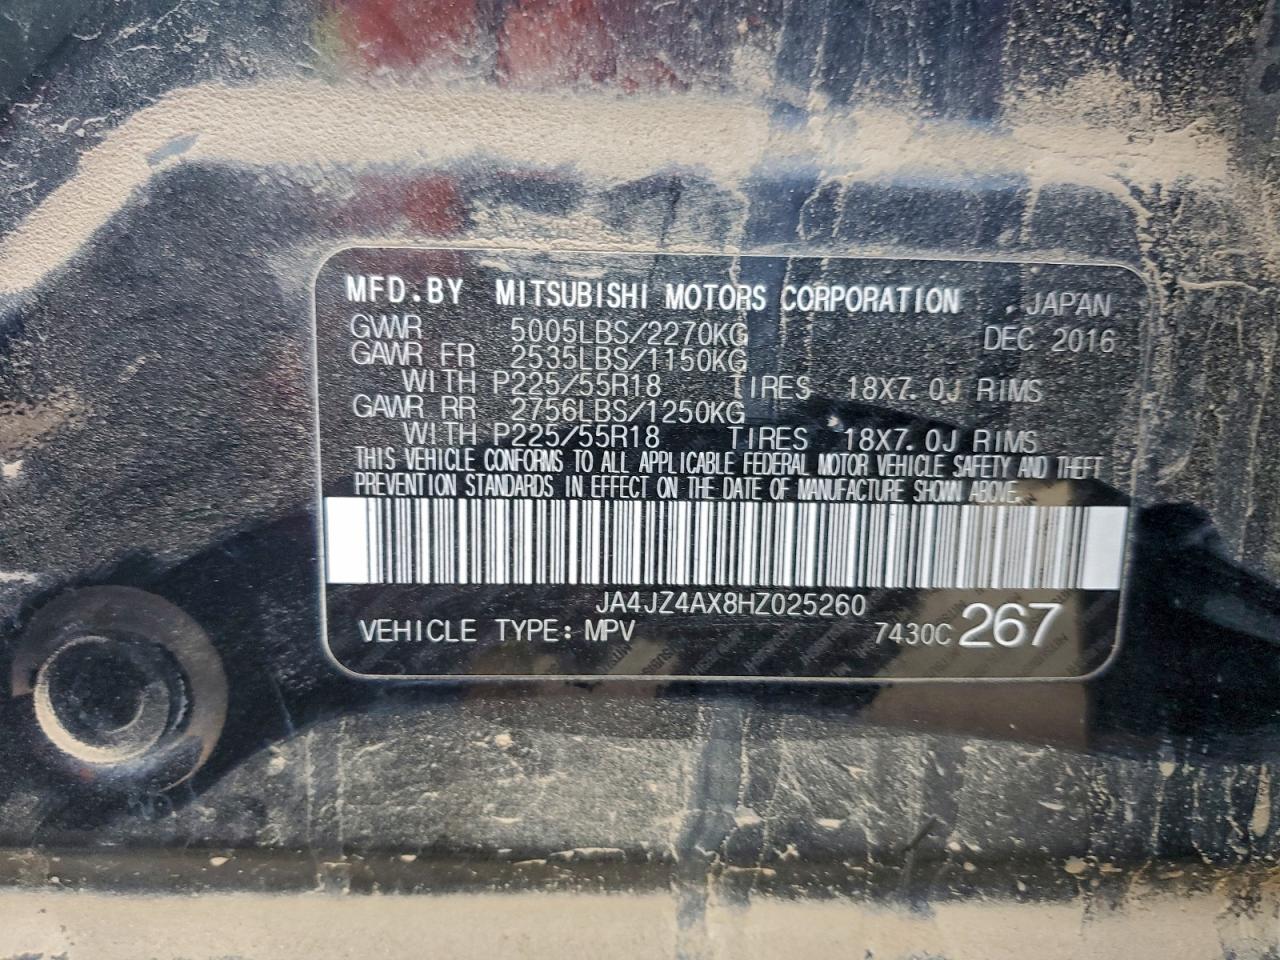 MFD.BY MITSUBISHI MOTORS CORPORATION . JAPAN
GVWR 5005LBS/2270KG DEC 2016
GAWR FR 2535LBS/1150KG
WITH P225/55R18 TIRES 18X7.0J RIMS
GAWR RR 2756LBS/1250KG
WITH P225/55R18 TIRES 18X7.0J RIMS
THIS VEHICLE CONFORMS TO ALL APPLICABLE FEDERAL MOTOR VEHICLE SAFETY AND THEFT
PREVENTION STANDARDS IN EFFECT ON THE DATE OF MANUFACTURE SHOWN ABOVE.
JA4JZ4AX8HZ025260
VEHICLE TYPE: MPV 7430C 267